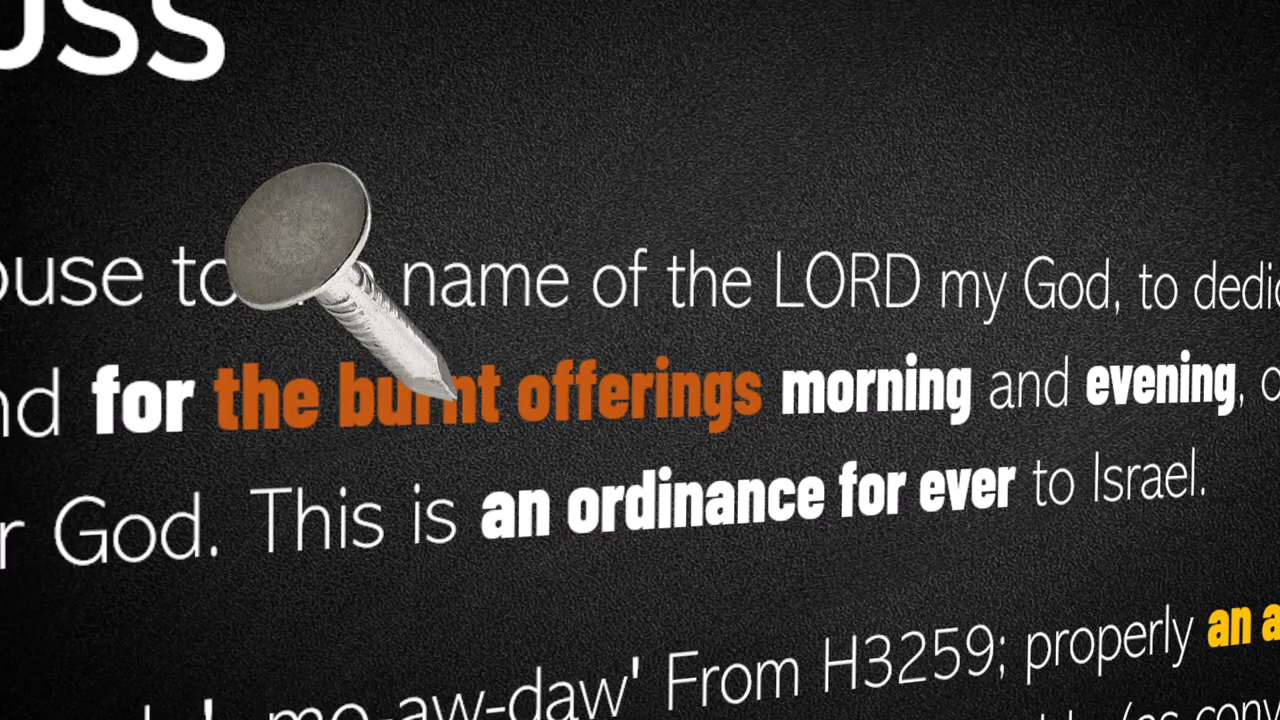 USS
ouse to name of the LORD my God, to dedic
nd for the burnt offerings morning and evening,
r God. This is an ordinance for ever to Israel.
mo-aw-daw' From H3259; properly an a